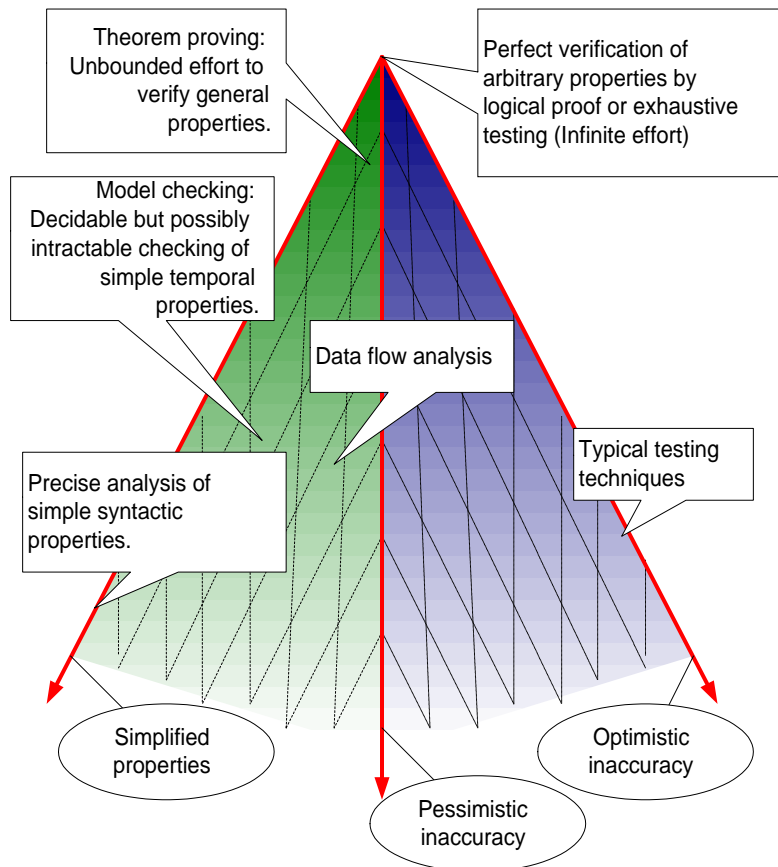 Theorem proving:
Unbounded effort to
verify general
properties.
Perfect verification of
arbitrary properties by
logical proof or exhaustive
testing (Infinite effort)
Model checking:
Decidable but possibly
intractable checking of
simple temporal
properties.
Data flow analysis
Typical testing
techniques
Precise analysis of
simple syntactic
properties.
Simplified
properties
Optimistic
inaccuracy
Pessimistic
inaccuracy